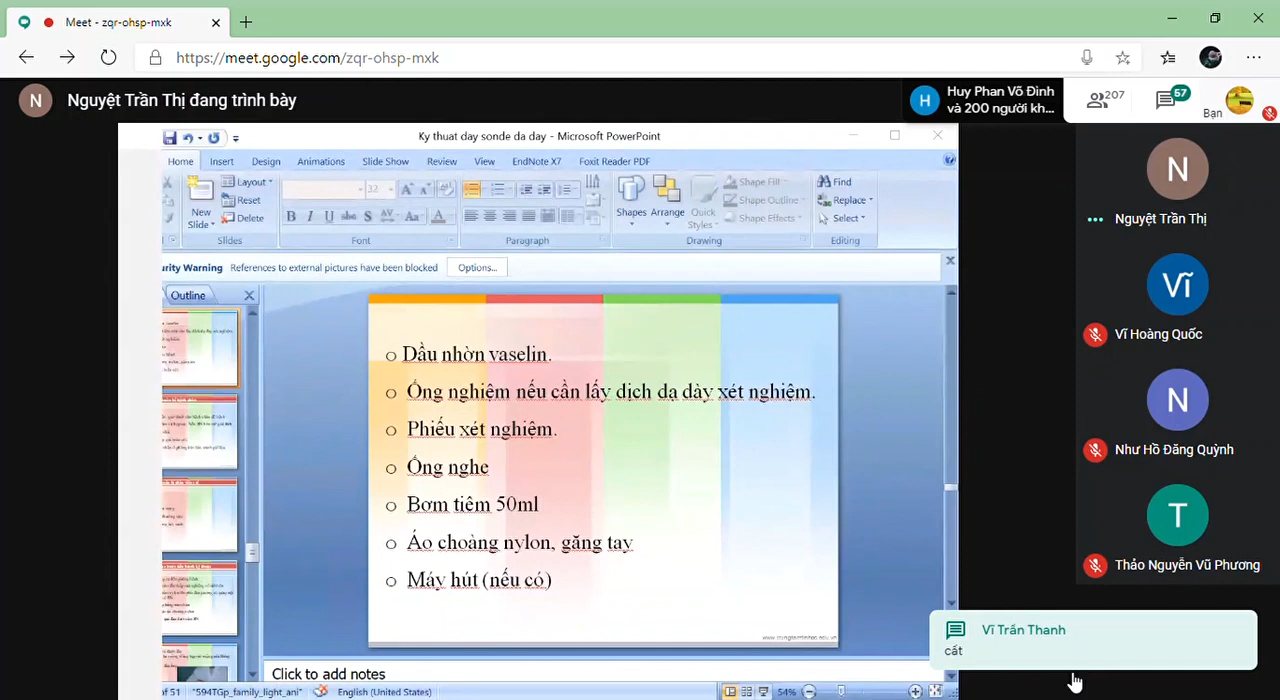 Meet - zqr-ohsp-mxk
https://meet.google.com/zqr-ohsp-mxk
N
Nguyệt Trần Thị đang trình bày
H
Huy Phan Võ Đình
và 200 người kh...
207
57
Bạn
Ky thuat day sonde da day - Microsoft PowerPoint
Home Insert Design Animations Slide Show Review View EndNote X7 Foxit Reader PDF
New
Slide
Layout
Reset
Delete
Slides
32
B I U abc S AV Aa A
Font
Paragraph
Shapes
Arrange
Quick
Styles
Shape Fill
Shape Outline
Shape Effects
Drawing
Find
Replace
Select
Editing
urity Warning References to external pictures have been blocked Options...
Outline
Dầu nhờn vaselin.
Ống nghiệm nếu cần lấy dịch dạ dày xét nghiệm.
Phiếu xét nghiệm.
Ống nghe
Bơm tiêm 50ml
Áo choàng nylon, găng tay
Máy hút (nếu có)
Click to add notes
of 51 "594TGp_family_light_ani" English (United States) 54%
N
Nguyệt Trần Thị
Vĩ
Vĩ Hoàng Quốc
N
Như Hồ Đăng Quỳnh
T
Thảo Nguyễn Vũ Phương
Vĩ Trần Thanh
cất